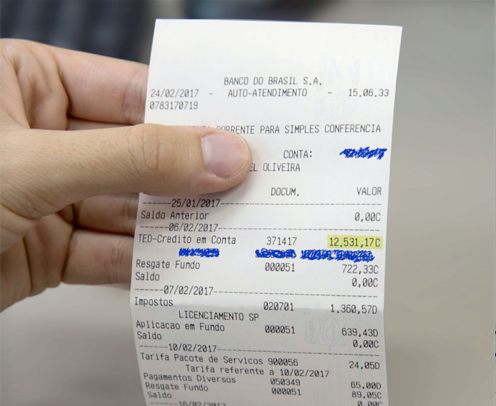 BANCO DO BRASIL S.A.
24/02/2017 - AUTO-ATENDIMENTO - 15.06.33
0783170719
CORRENTE PARA SIMPLES CONFERENCIA
CONTA:
OLIVEIRA
DOCUM. VALOR
25/01/2017
Saldo Anterior 0,00C
06/02/2017
TED-Credito em Conta 371417 12,531,17C
Resgate Fundo 000051 722,33C
Saldo 0,00C
07/02/2017
Impostos 020701 1.360,57D
LICENCIAMENTO SP
Aplicacao em Fundo 000051 639,43D
Saldo 0,00C
10/02/2017
Tarifa Pacote de Servicos 900056 24,05D
Tarifa referente a 10/02/2017
Pagamentos Diversos 050349 65,00D
Resgate Fundo 000051 89,05C
Saldo 0,00C